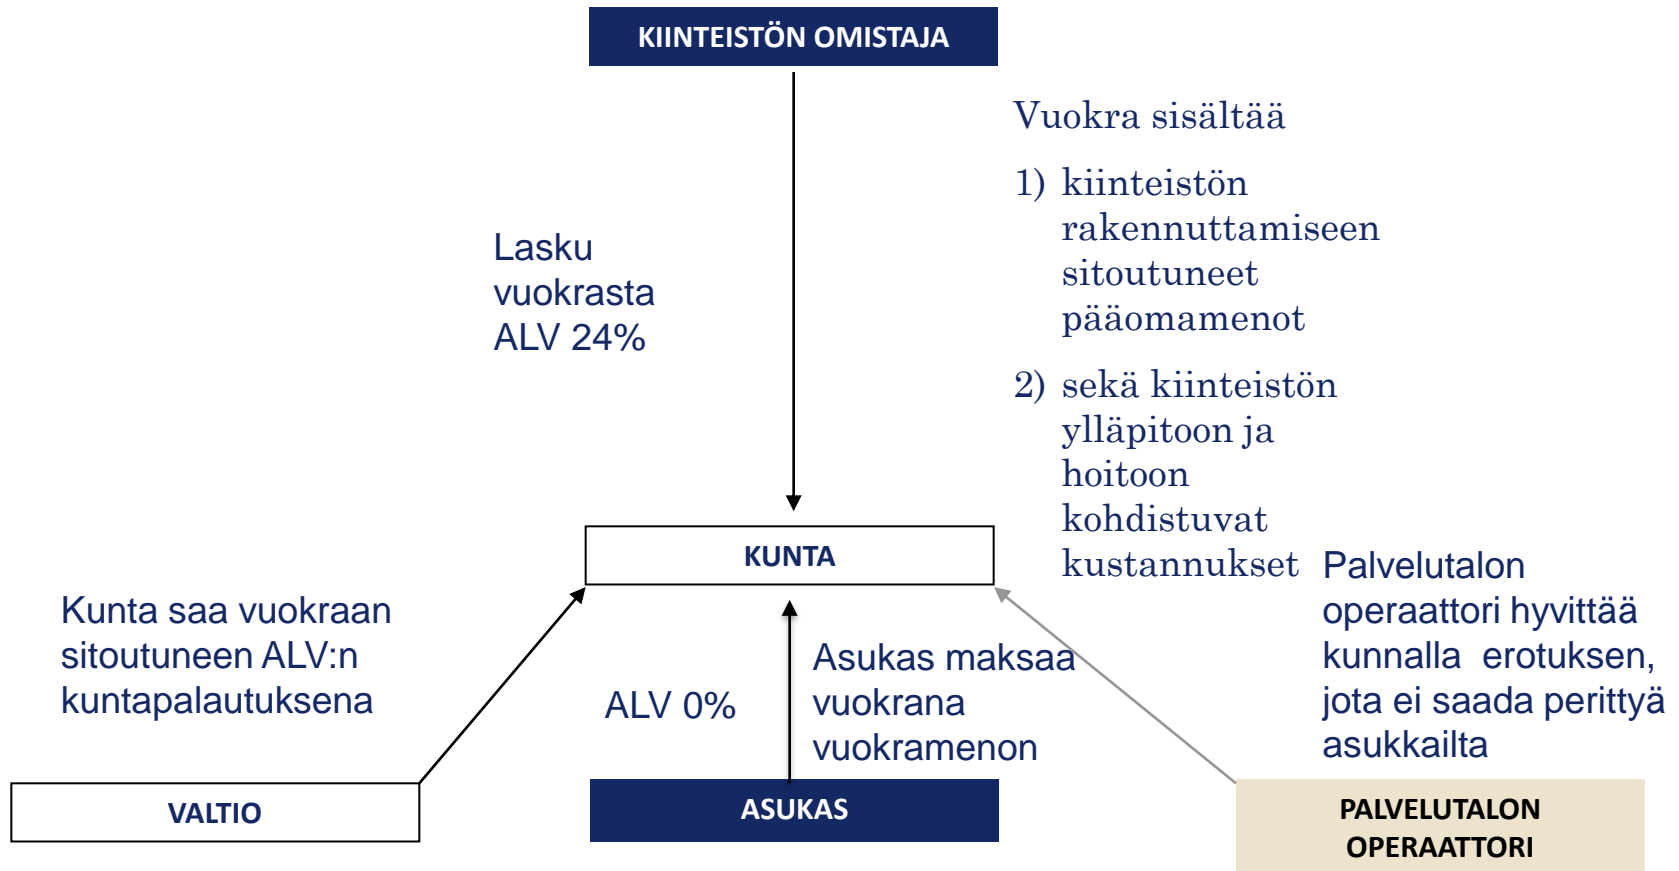 KIINTEISTÖN OMISTAJA
Vuokra sisältää
1) kiinteistön
rakennuttamiseen
sitoutuneet
pääomamenot
2) sekä kiinteistön
ylläpitoon ja
hoitoon
kohdistuvat
kustannukset
Lasku
vuokrasta
ALV 24%
KUNTA
Kunta saa vuokraan
sitoutuneen ALV:n
kuntapalautuksena
ALV 0%
Asukas maksaa
vuokrana
vuokramenon
Palvelutalon
operaattori hyvittää
kunnalla erotuksen,
jota ei saada perittyä
asukkailta
VALTIO
ASUKAS
PALVELUTALON
OPERAATTORI